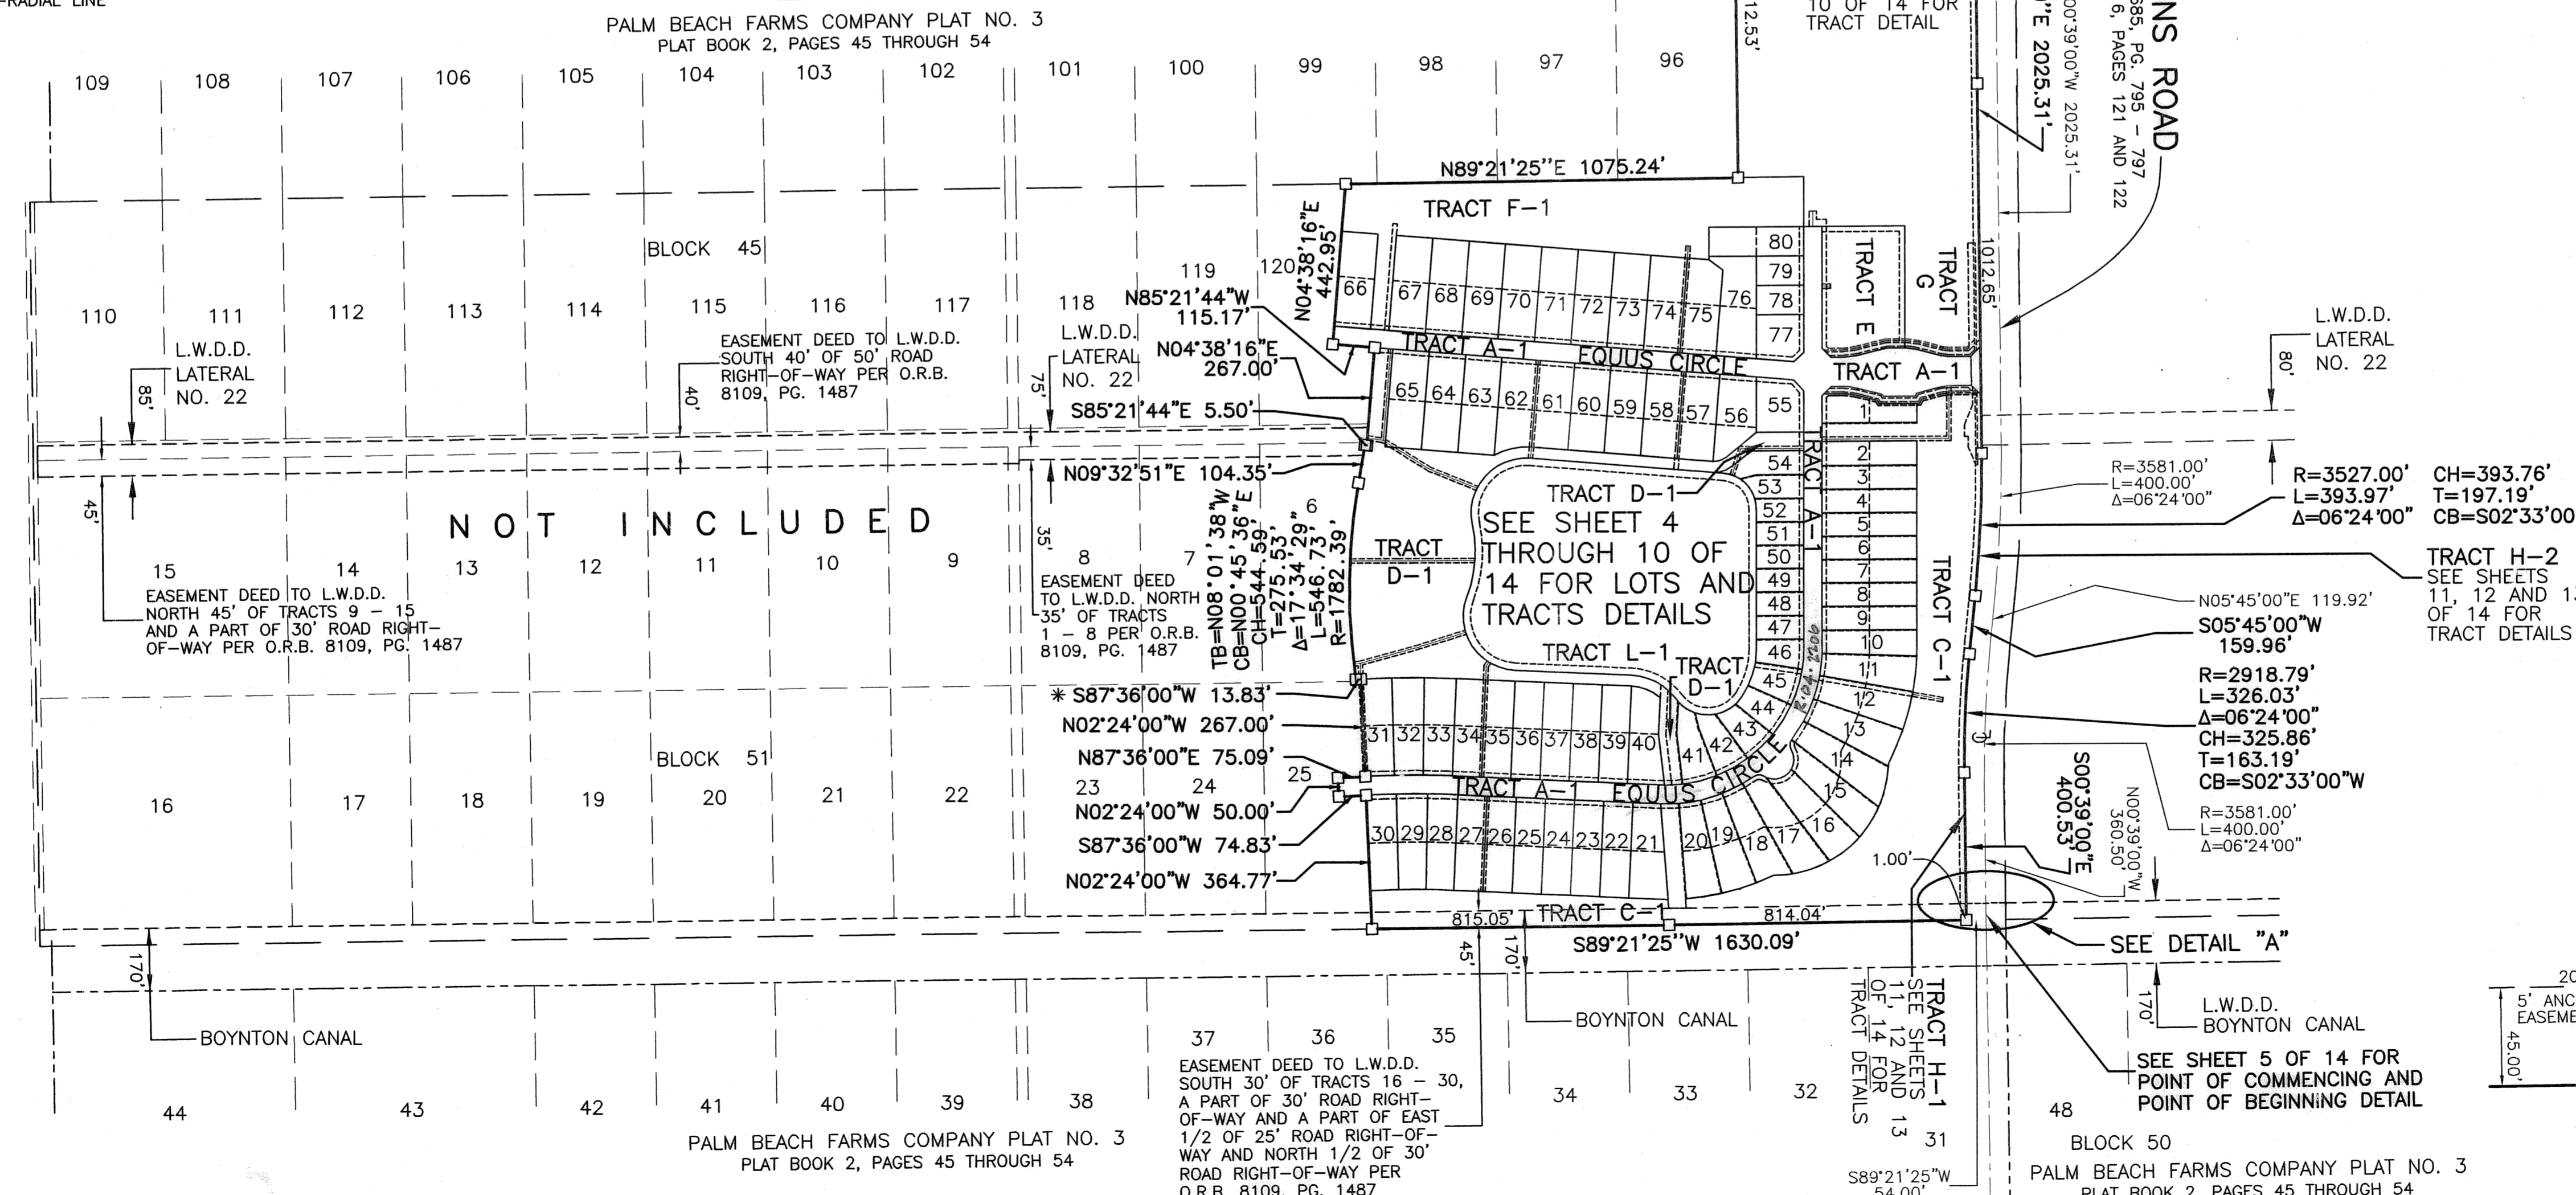 RADIAL LINE
PALM BEACH FARMS COMPANY PLAT NO. 3
PLAT BOOK 2, PAGES 45 THROUGH 54
109 108 107 106 105 104 103 102 101 100 99 98 97 96
12.53'
10 OF 14 FOR
TRACT DETAIL
"E 2025.31'
00°39'00"W 2025.31'
NS ROAD
685, PG. 795 – 797
6, PAGES 121 AND 122
N89°21'25"E 1075.24'
TRACT F–1
N04°38'16"E
442.95'
BLOCK 45
110 111 112 113 114 115 116 117 118 119 120
N85°21'44"W
115.17'
N04°38'16"E
267.00'
S85°21'44"E 5.50'
N09°32'51"E 104.35'
L.W.D.D.
LATERAL
NO. 22
85'
EASEMENT DEED TO L.W.D.D.
SOUTH 40' OF 50' ROAD
RIGHT–OF–WAY PER O.R.B.
8109, PG. 1487
40'
L.W.D.D.
LATERAL
NO. 22
75'
66 67 68 69 70 71 72 73 74 75 76
80
79
78
77
TRACT E
TRACT
G
1012.65'
TRACT A–1 EQUUS CIRCLE
TRACT A–1
65 64 63 62 61 60 59 58 57 56 55
1
L.W.D.D.
LATERAL
NO. 22
80'
45'
35'
NOT INCLUDED
15 14 13 12 11 10 9 8 7 6
EASEMENT DEED TO L.W.D.D.
NORTH 45' OF TRACTS 9 – 15
AND A PART OF 30' ROAD RIGHT–
OF–WAY PER O.R.B. 8109, PG. 1487
EASEMENT DEED
TO L.W.D.D. NORTH
35' OF TRACTS
1 – 8 PER O.R.B.
8109, PG. 1487
TB=N08°01'38"W
CB=N00°45'36"E
CH=544.59'
T=275.53'
Δ=17°34'29"
L=546.73'
R=1782.39'
TRACT
D–1
TRACT D–1
SEE SHEET 4
THROUGH 10 OF
14 FOR LOTS AND
TRACTS DETAILS
TRACT L–1
TRACT
D–1
TRACT A–1
54
53
52
51
50
49
48
47
46
45
44
43
42
41
2
3
4
5
6
7
8
9
10
11
12
13
14
15
16
17
18
19
20
TRACT C–1
R=3581.00'
L=400.00'
Δ=06°24'00"
R=3527.00' CH=393.76'
L=393.97' T=197.19'
Δ=06°24'00" CB=S02°33'00
TRACT H–2
SEE SHEETS
11, 12 AND 13
OF 14 FOR
TRACT DETAILS
N05°45'00"E 119.92'
S05°45'00"W
159.96'
R=2918.79'
L=326.03'
Δ=06°24'00"
CH=325.86'
T=163.19'
CB=S02°33'00"W
R=3581.00'
L=400.00'
Δ=06°24'00"
S00°39'00"E
400.53'
N00°39'00"W
360.50'
1.00'
* S87°36'00"W 13.83'
N02°24'00"W 267.00'
N87°36'00"E 75.09'
N02°24'00"W 50.00'
S87°36'00"W 74.83'
N02°24'00"W 364.77'
31 32 33 34 35 36 37 38 39 40
TRACT A–1 EQUUS CIRCLE
30 29 28 27 26 25 24 23 22 21
BLOCK 51
16 17 18 19 20 21 22 23 24 25
815.05' TRACT C–1 814.04'
S89°21'25"W 1630.09'
45'
170'
170'
BOYNTON CANAL
BOYNTON CANAL
SEE DETAIL "A"
170'
L.W.D.D.
BOYNTON CANAL
SEE SHEET 5 OF 14 FOR
POINT OF COMMENCING AND
POINT OF BEGINNING DETAIL
TRACT H–1
SEE SHEETS
11, 12 AND 13
OF 14 FOR
TRACT DETAILS
20
5' ANC
EASEME
45.00'
44 43 42 41 40 39 38 37 36 35 34 33 32 31 48
EASEMENT DEED TO L.W.D.D.
SOUTH 30' OF TRACTS 16 – 30,
A PART OF 30' ROAD RIGHT–
OF–WAY AND A PART OF EAST
1/2 OF 25' ROAD RIGHT–OF–
WAY AND NORTH 1/2 OF 30'
ROAD RIGHT–OF–WAY PER
O.R.B. 8109, PG. 1487
PALM BEACH FARMS COMPANY PLAT NO. 3
PLAT BOOK 2, PAGES 45 THROUGH 54
S89°21'25"W
54.00'
BLOCK 50
PALM BEACH FARMS COMPANY PLAT NO. 3
PLAT BOOK 2, PAGES 45 THROUGH 54